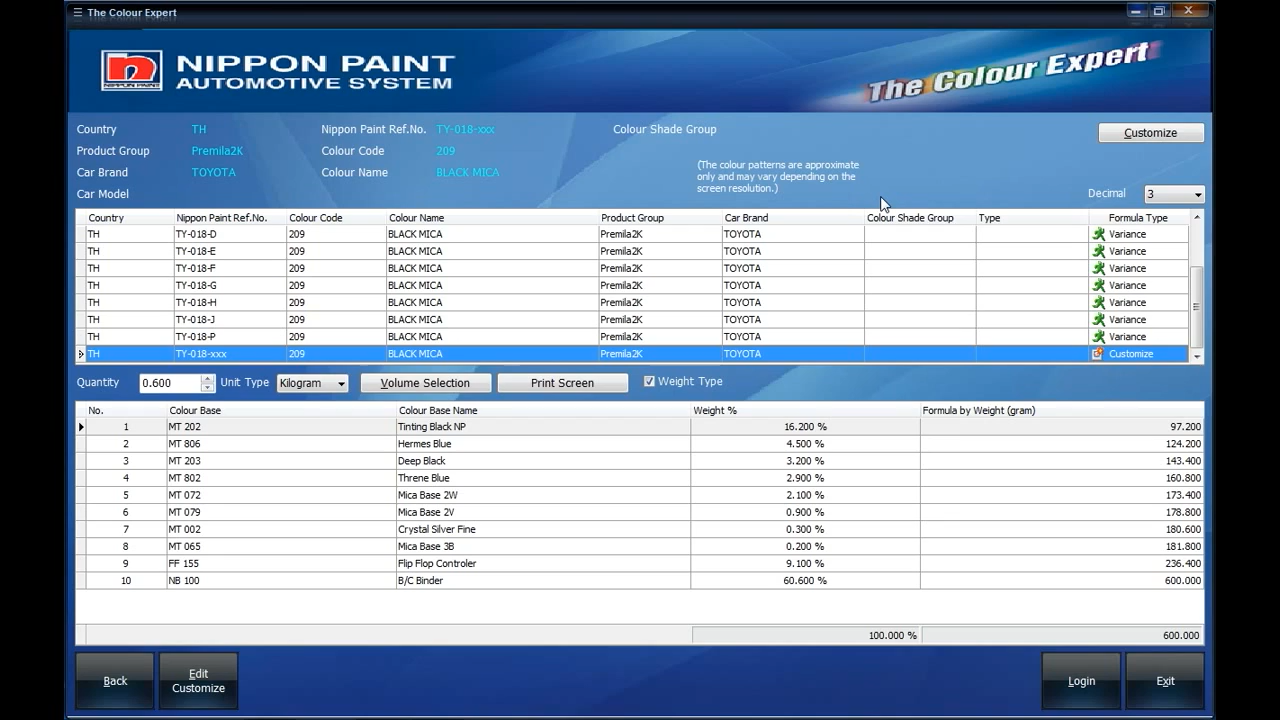 The Colour Expert
NIPPON PAINT
AUTOMOTIVE SYSTEM
The Colour Expert
NIPPON PAINT
Country TH Nippon Paint Ref.No. TY-018-xxx Colour Shade Group Customize
Product Group Premila2K Colour Code 209
(The colour patterns are approximate
only and may vary depending on the
screen resolution.)
Car Brand TOYOTA Colour Name BLACK MICA
Car Model Decimal 3
Country Nippon Paint Ref.No. Colour Code Colour Name Product Group Car Brand Colour Shade Group Type Formula Type
TH TY-018-D 209 BLACK MICA Premila2K TOYOTA Variance
TH TY-018-E 209 BLACK MICA Premila2K TOYOTA Variance
TH TY-018-F 209 BLACK MICA Premila2K TOYOTA Variance
TH TY-018-G 209 BLACK MICA Premila2K TOYOTA Variance
TH TY-018-H 209 BLACK MICA Premila2K TOYOTA Variance
TH TY-018-J 209 BLACK MICA Premila2K TOYOTA Variance
TH TY-018-P 209 BLACK MICA Premila2K TOYOTA Variance
TH TY-018-xxx 209 BLACK MICA Premila2K TOYOTA Customize
Quantity 0.600 Unit Type Kilogram Volume Selection Print Screen Weight Type
No. Colour Base Colour Base Name Weight % Formula by Weight (gram)
1 MT 202 Tinting Black NP 16.200 % 97.200
2 MT 806 Hermes Blue 4.500 % 124.200
3 MT 203 Deep Black 3.200 % 143.400
4 MT 802 Threne Blue 2.900 % 160.800
5 MT 072 Mica Base 2W 2.100 % 173.400
6 MT 079 Mica Base 2V 0.900 % 178.800
7 MT 002 Crystal Silver Fine 0.300 % 180.600
8 MT 065 Mica Base 3B 0.200 % 181.800
9 FF 155 Flip Flop Controler 9.100 % 236.400
10 NB 100 B/C Binder 60.600 % 600.000
100.000 % 600.000
Back Edit Customize Login Exit